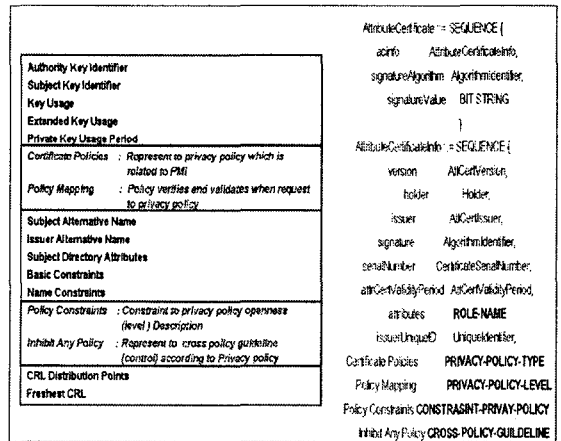 Authority Key Identifier
Subject Key Identifier
Key Usage
Extended Key Usage
Private Key Usage Period
Certificate Policies : Represent to privacy policy which is
related to PMI
Policy Mapping : Policy verifies and validates when request
to privacy policy
Subject Alternative Name
Issuer Alternative Name
Subject Directory Attributes
Basic Constraints
Name Constraints
Policy Constraints : Constraint to privacy policy openness
(level ) Description
Inhibit Any Policy : Represent to cross policy guideline
(control) according to Privacy policy
CRL Distribution Points
Freshest CRL
AttributeCertificate ::= SEQUENCE {
acinfo AttributeCertificateInfo,
signatureAlgorithm AlgorithmIdentifier,
signatureValue BIT STRING
}
AttributeCertificateInfo ::= SEQUENCE {
version AttCertVersion,
holder Holder,
issuer AttCertIssuer,
signature AlgorithmIdentifier,
serialNumber CertificateSerialNumber,
attrCertValidityPeriod AttCertValidityPeriod,
attributes ROLE-NAME
issuerUniqueID UniqueIdentifier,
Certificate Policies PRIVACY-POLICY-TYPE
Policy Mapping PRIVACY-POLICY-LEVEL
Policy Constraints CONSTRASINT-PRIVAY-POLICY
Inhibit Any Policy CROSS-POLICY-GUILDELINE